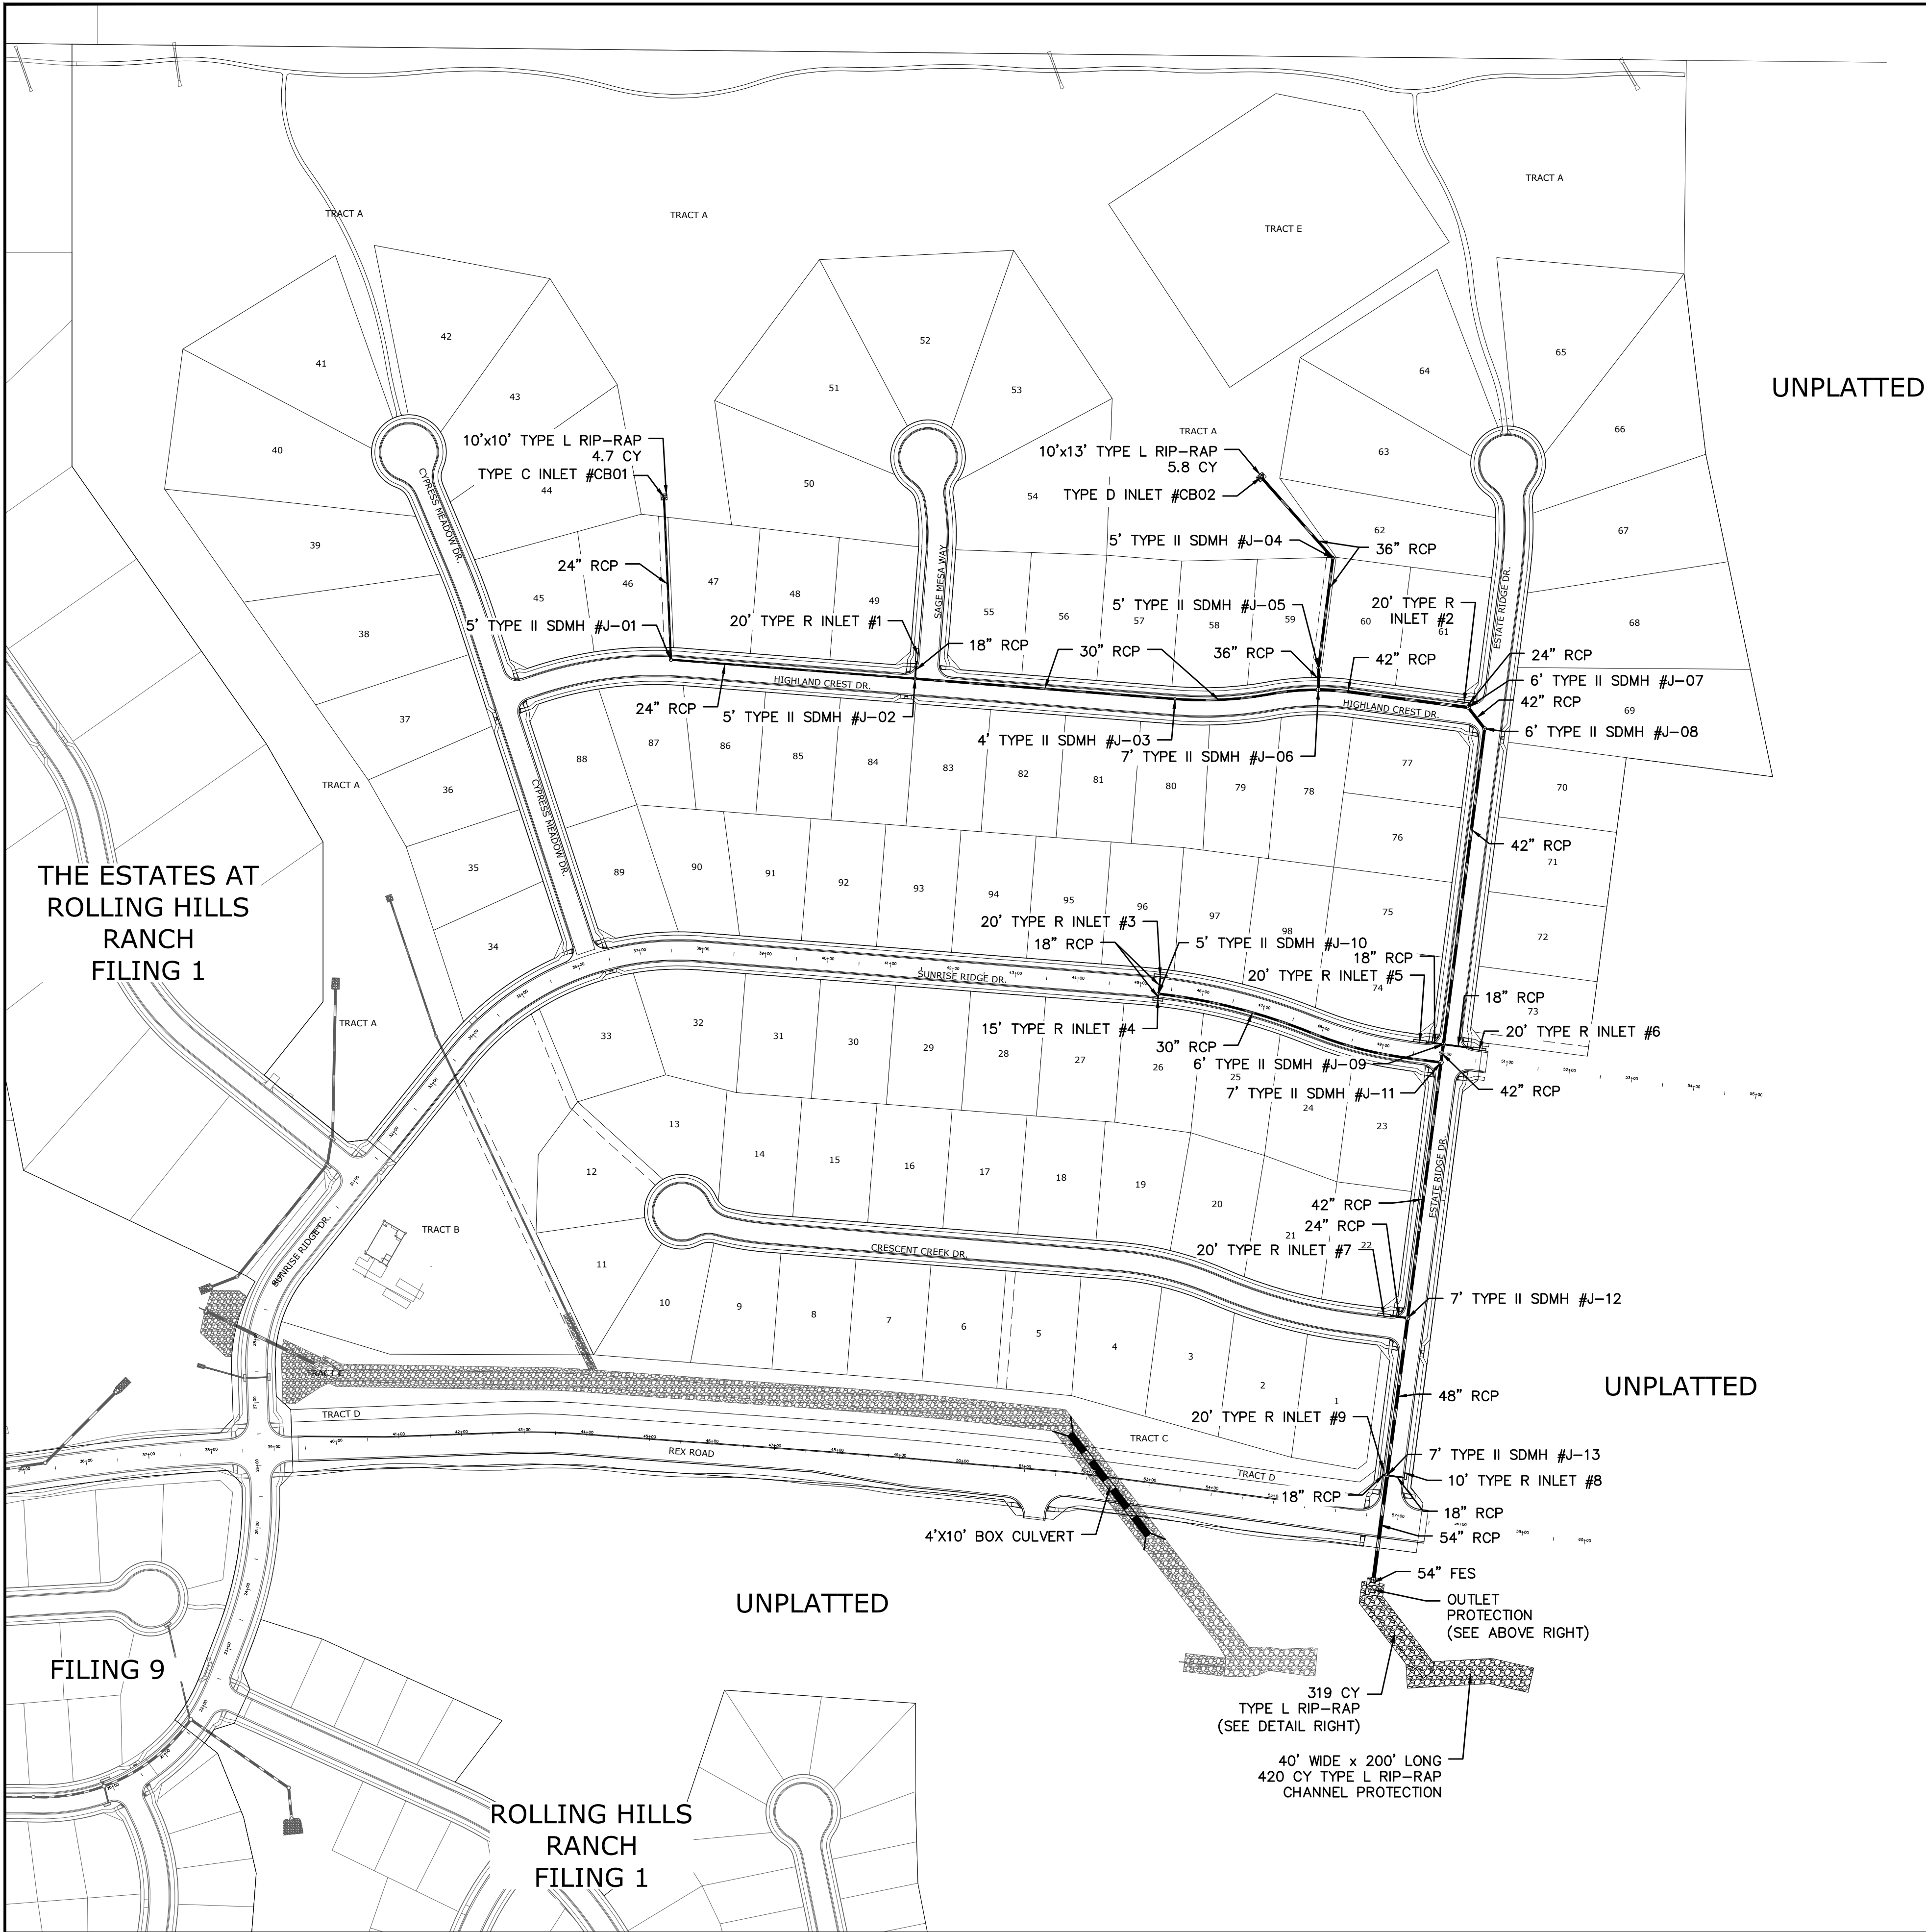 TRACT A
TRACT A
TRACT A
TRACT E
UNPLATTED
41
42
43
40
44
39
38
37
36
35
34
51
52
53
50
54
TRACT A
64
65
63
66
62
67
68
69
10'x10' TYPE L RIP-RAP
4.7 CY
TYPE C INLET #CB01
10'x13' TYPE L RIP-RAP
5.8 CY
TYPE D INLET #CB02
5' TYPE II SDMH #J-04
36" RCP
24" RCP
CYPRESS MEADOW DR.
SAGE MESA WAY
ESTATE RIDGE DR.
45
46
47
48
49
55
56
57
58
59
60
61
5' TYPE II SDMH #J-01
20' TYPE R INLET #1
18" RCP
30" RCP
5' TYPE II SDMH #J-05
36" RCP
42" RCP
20' TYPE R
INLET #2
24" RCP
6' TYPE II SDMH #J-07
42" RCP
6' TYPE II SDMH #J-08
HIGHLAND CREST DR.
HIGHLAND CREST DR.
24" RCP
5' TYPE II SDMH #J-02
4' TYPE II SDMH #J-03
7' TYPE II SDMH #J-06
88
87
86
85
84
83
82
81
80
79
78
77
76
75
70
71
72
73
42" RCP
TRACT A
CYPRESS MEADOW DR.
THE ESTATES AT
ROLLING HILLS
RANCH
FILING 1
89
90
91
92
93
94
95
96
97
98
74
20' TYPE R INLET #3
18" RCP
5' TYPE II SDMH #J-10
18" RCP
20' TYPE R INLET #5
18" RCP
20' TYPE R INLET #6
SUNRISE RIDGE DR.
15' TYPE R INLET #4
30" RCP
6' TYPE II SDMH #J-09
7' TYPE II SDMH #J-11
42" RCP
TRACT A
33
32
31
30
29
28
27
26
25
24
23
13
12
14
15
16
17
18
19
20
21
22
ESTATE RIDGE DR.
42" RCP
24" RCP
20' TYPE R INLET #7
7' TYPE II SDMH #J-12
TRACT B
SUNRISE RIDGE DR.
CRESCENT CREEK DR.
11
10
9
8
7
6
5
4
3
2
1
48" RCP
UNPLATTED
TRACT C
TRACT D
REX ROAD
TRACT C
TRACT D
20' TYPE R INLET #9
7' TYPE II SDMH #J-13
10' TYPE R INLET #8
18" RCP
18" RCP
54" RCP
4'X10' BOX CULVERT
54" FES
OUTLET
PROTECTION
(SEE ABOVE RIGHT)
UNPLATTED
FILING 9
319 CY
TYPE L RIP-RAP
(SEE DETAIL RIGHT)
40' WIDE x 200' LONG
420 CY TYPE L RIP-RAP
CHANNEL PROTECTION
ROLLING HILLS
RANCH
FILING 1